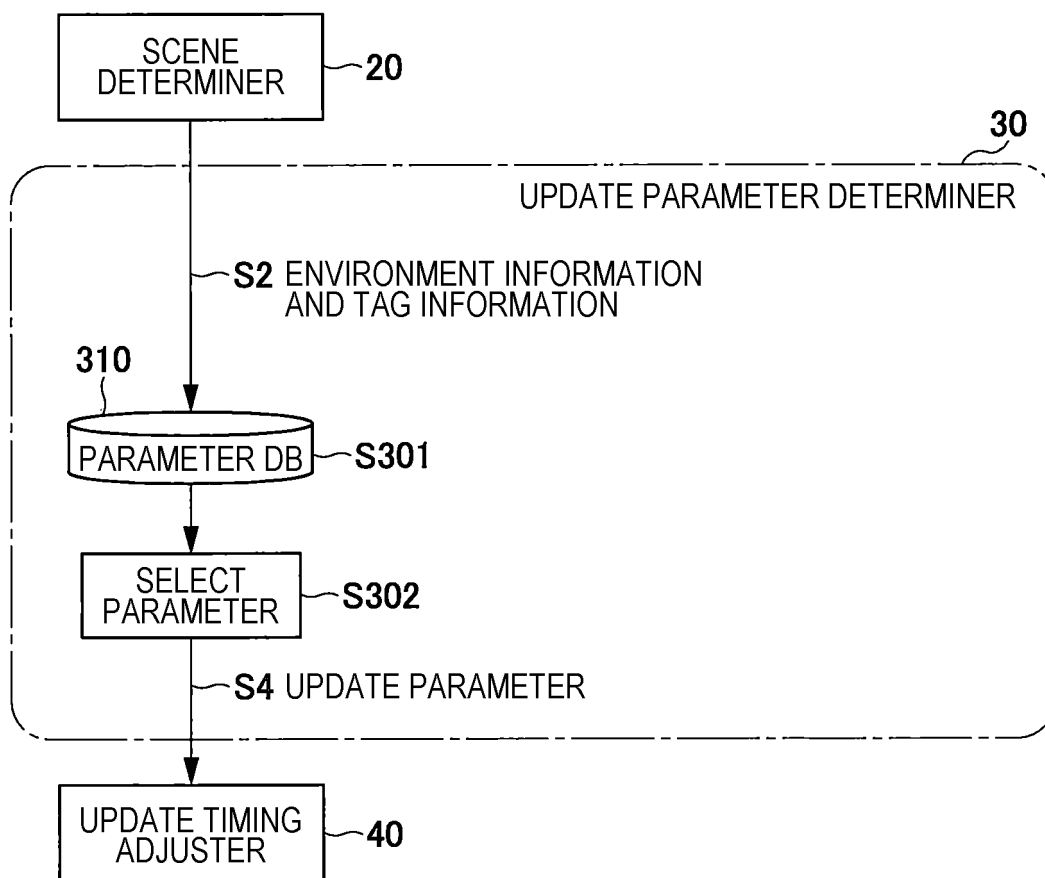 SCENE
DETERMINER
20
30
UPDATE PARAMETER DETERMINER
S2 ENVIRONMENT INFORMATION
AND TAG INFORMATION
310
PARAMETER DB
S301
SELECT
PARAMETER
S302
S4 UPDATE PARAMETER
UPDATE TIMING
ADJUSTER
40